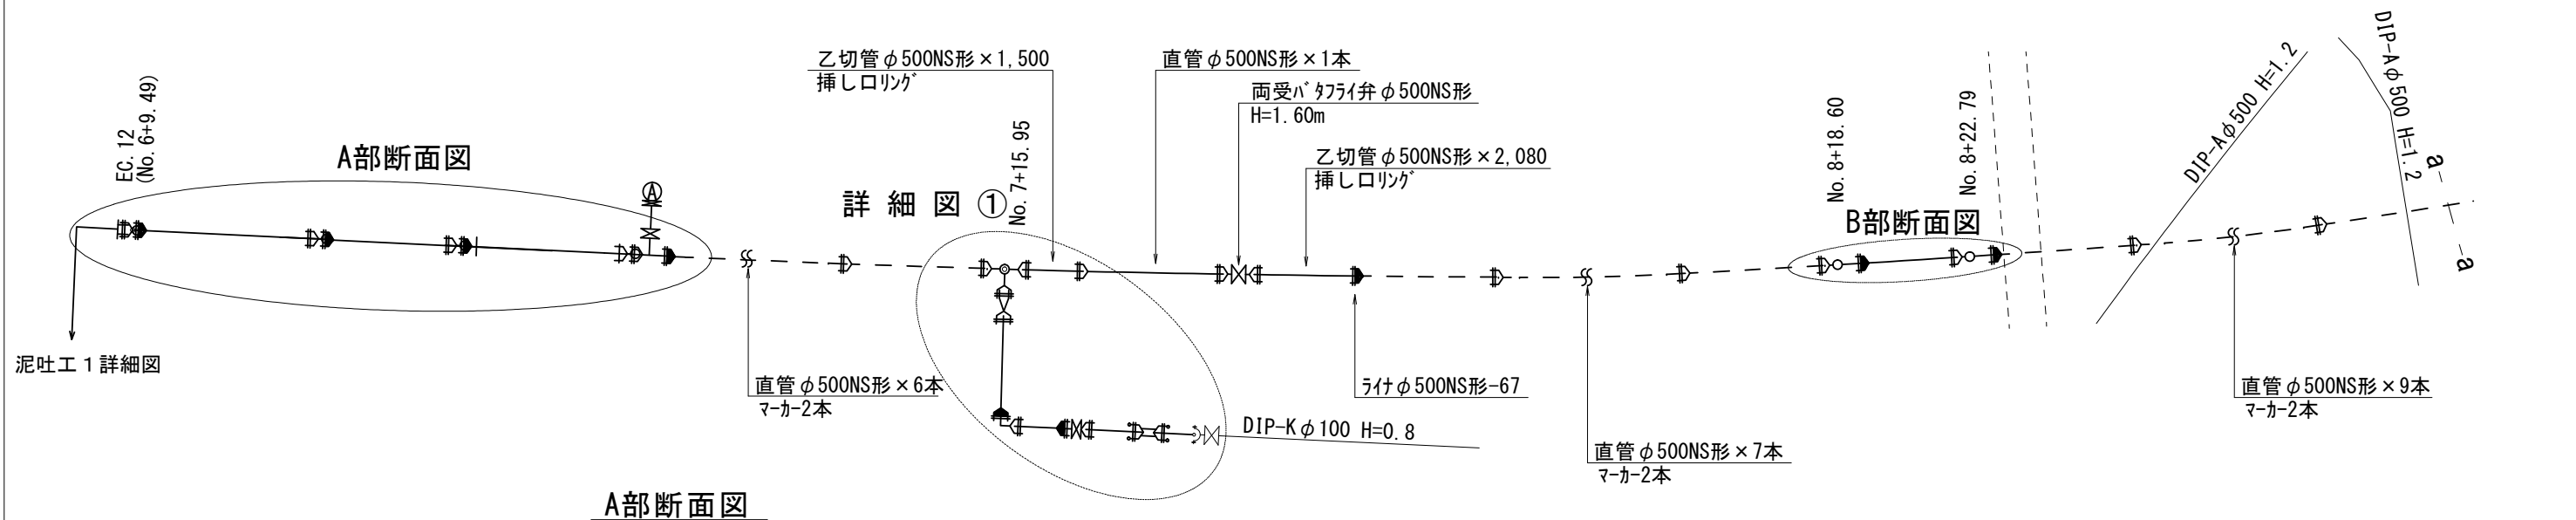 EC.12
(No.6+9.49)
A部断面図
Ⓐ
泥吐工1詳細図
直管φ500NS形×6本
マーカー2本
乙切管φ500NS形×1,500
挿し口リング
詳細図①
No.7+15.95
直管φ500NS形×1本
両受バタフライ弁φ500NS形
H=1.60m
乙切管φ500NS形×2,080
挿し口リング
ライナφ500NS形-67
DIP-Kφ100 H=0.8
直管φ500NS形×7本
マーカー2本
No.8+18.60
B部断面図
No.8+22.79
DIP-Aφ500 H=1.2
DIP-Aφ500 H=1.2
a
a
直管φ500NS形×9本
マーカー2本
A部断面図